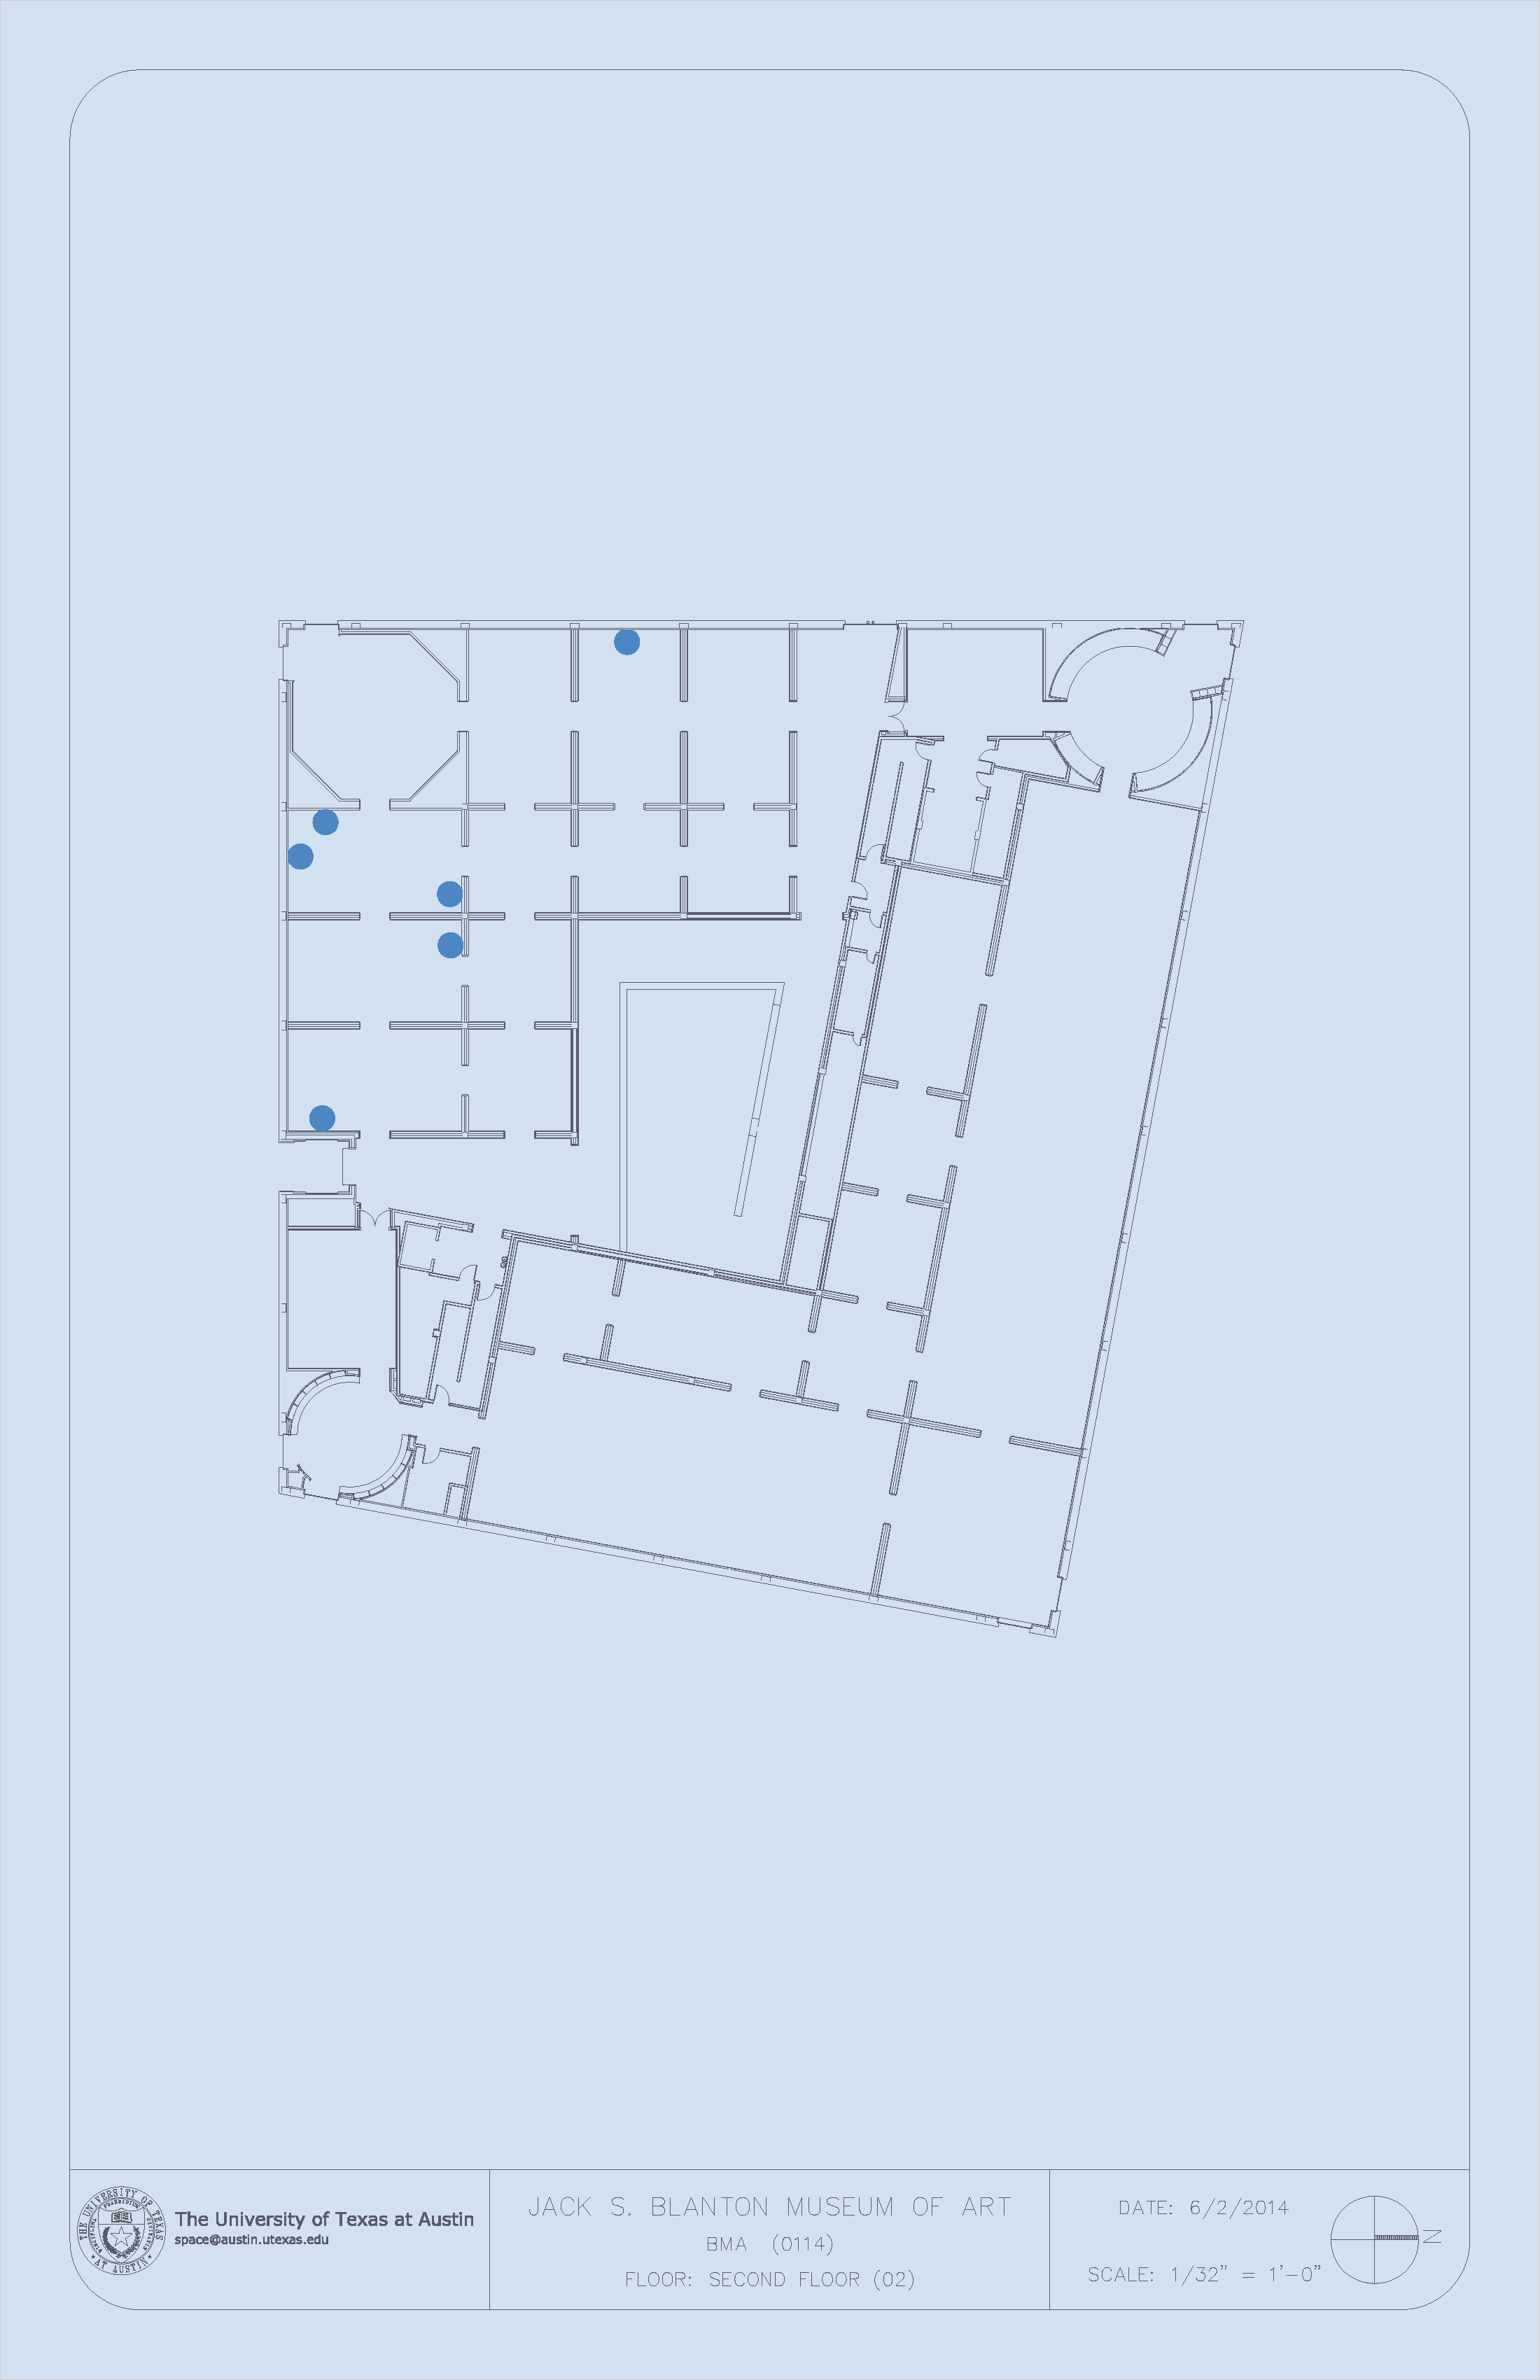 THE UNIVERSITY OF TEXAS
AT AUSTIN
The University of Texas at Austin
space@austin.utexas.edu
JACK S. BLANTON MUSEUM OF ART
BMA (0114)
FLOOR: SECOND FLOOR (02)
DATE: 6/2/2014
SCALE: 1/32" = 1'-0"
N